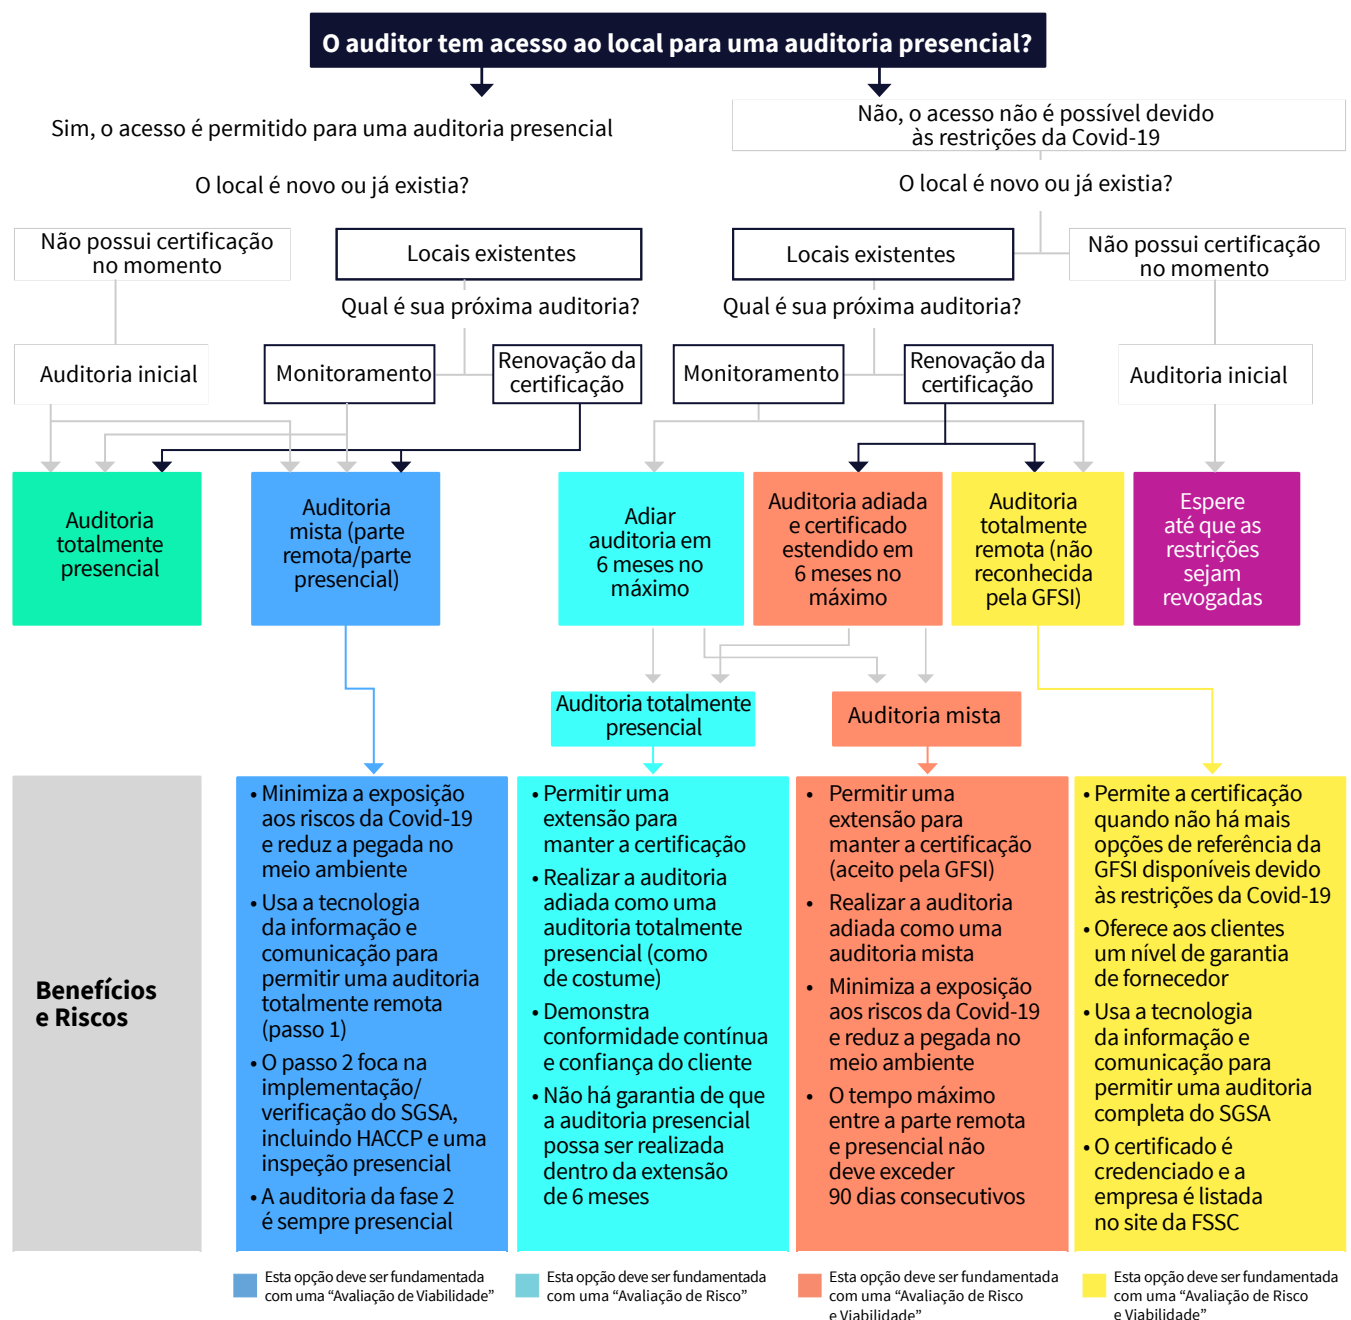 O auditor tem acesso ao local para uma auditoria presencial?
Sim, o acesso é permitido para uma auditoria presencial
Não, o acesso não é possível devido
às restrições da Covid-19
O local é novo ou já existia?
O local é novo ou já existia?
Não possui certificação
no momento
Locais existentes
Locais existentes
Não possui certificação
no momento
Qual é sua próxima auditoria?
Qual é sua próxima auditoria?
Auditoria inicial
Monitoramento
Renovação da
certificação
Monitoramento
Renovação da
certificação
Auditoria inicial
Auditoria
totalmente
presencial
Auditoria
mista (parte
remota/parte
presencial)
Adiar
auditoria em
6 meses no
máximo
Auditoria adiada
e certificado
estendido em
6 meses no
máximo
Auditoria
totalmente
remota (não
reconhecida
pela GFSI)
Espere
até que as
restrições
sejam
revogadas
Auditoria totalmente
presencial
Auditoria mista
Benefícios
e Riscos
• Minimiza a exposição
aos riscos da Covid-19
e reduz a pegada no
meio ambiente
• Usa a tecnologia
da informação e
comunicação para
permitir uma auditoria
totalmente remota
(passo 1)
• O passo 2 foca na
implementação/
verificação do SGSA,
incluindo HACCP e uma
inspeção presencial
• A auditoria da fase 2
é sempre presencial
• Permitir uma
extensão para
manter a certificação
• Realizar a auditoria
adiada como uma
auditoria totalmente
presencial (como
de costume)
• Demonstra
conformidade contínua
e confiança do cliente
• Não há garantia de que
a auditoria presencial
possa ser realizada
dentro da extensão
de 6 meses
• Permitir uma
extensão para
manter a certificação
(aceito pela GFSI)
• Realizar a auditoria
adiada como uma
auditoria mista
• Minimiza a exposição
aos riscos da Covid-19
e reduz a pegada no
meio ambiente
• O tempo máximo
entre a parte remota
e presencial não
deve exceder
90 dias consecutivos
• Permite a certificação
quando não há mais
opções de referência da
GFSI disponíveis devido
às restrições da Covid-19
• Oferece aos clientes
um nível de garantia
de fornecedor
• Usa a tecnologia
da informação e
comunicação para
permitir uma auditoria
completa do SGSA
• O certificado é
credenciado e a
empresa é listada
no site da FSSC
Esta opção deve ser fundamentada
com uma “Avaliação de Viabilidade”
Esta opção deve ser fundamentada
com uma “Avaliação de Risco”
Esta opção deve ser fundamentada
com uma “Avaliação de Risco
e Viabilidade”
Esta opção deve ser fundamentada
com uma “Avaliação de Risco
e Viabilidade”